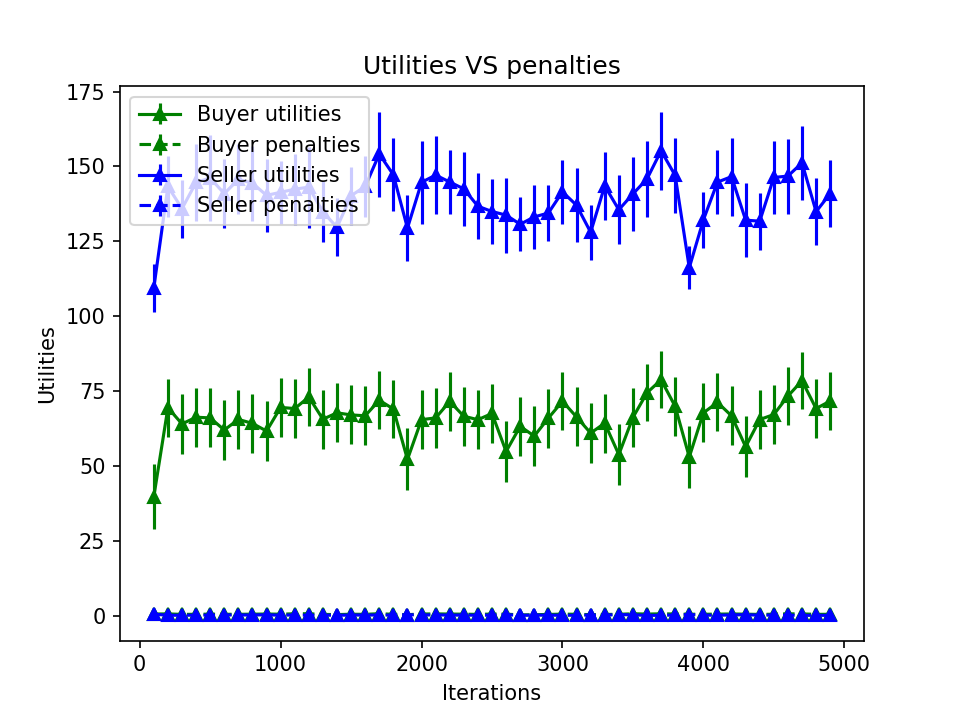 Utilities VS penalties
175
150
125
100
75
50
25
0
Utilities
Buyer utilities
Buyer penalties
Seller utilities
Seller penalties
0 1000 2000 3000 4000 5000
Iterations